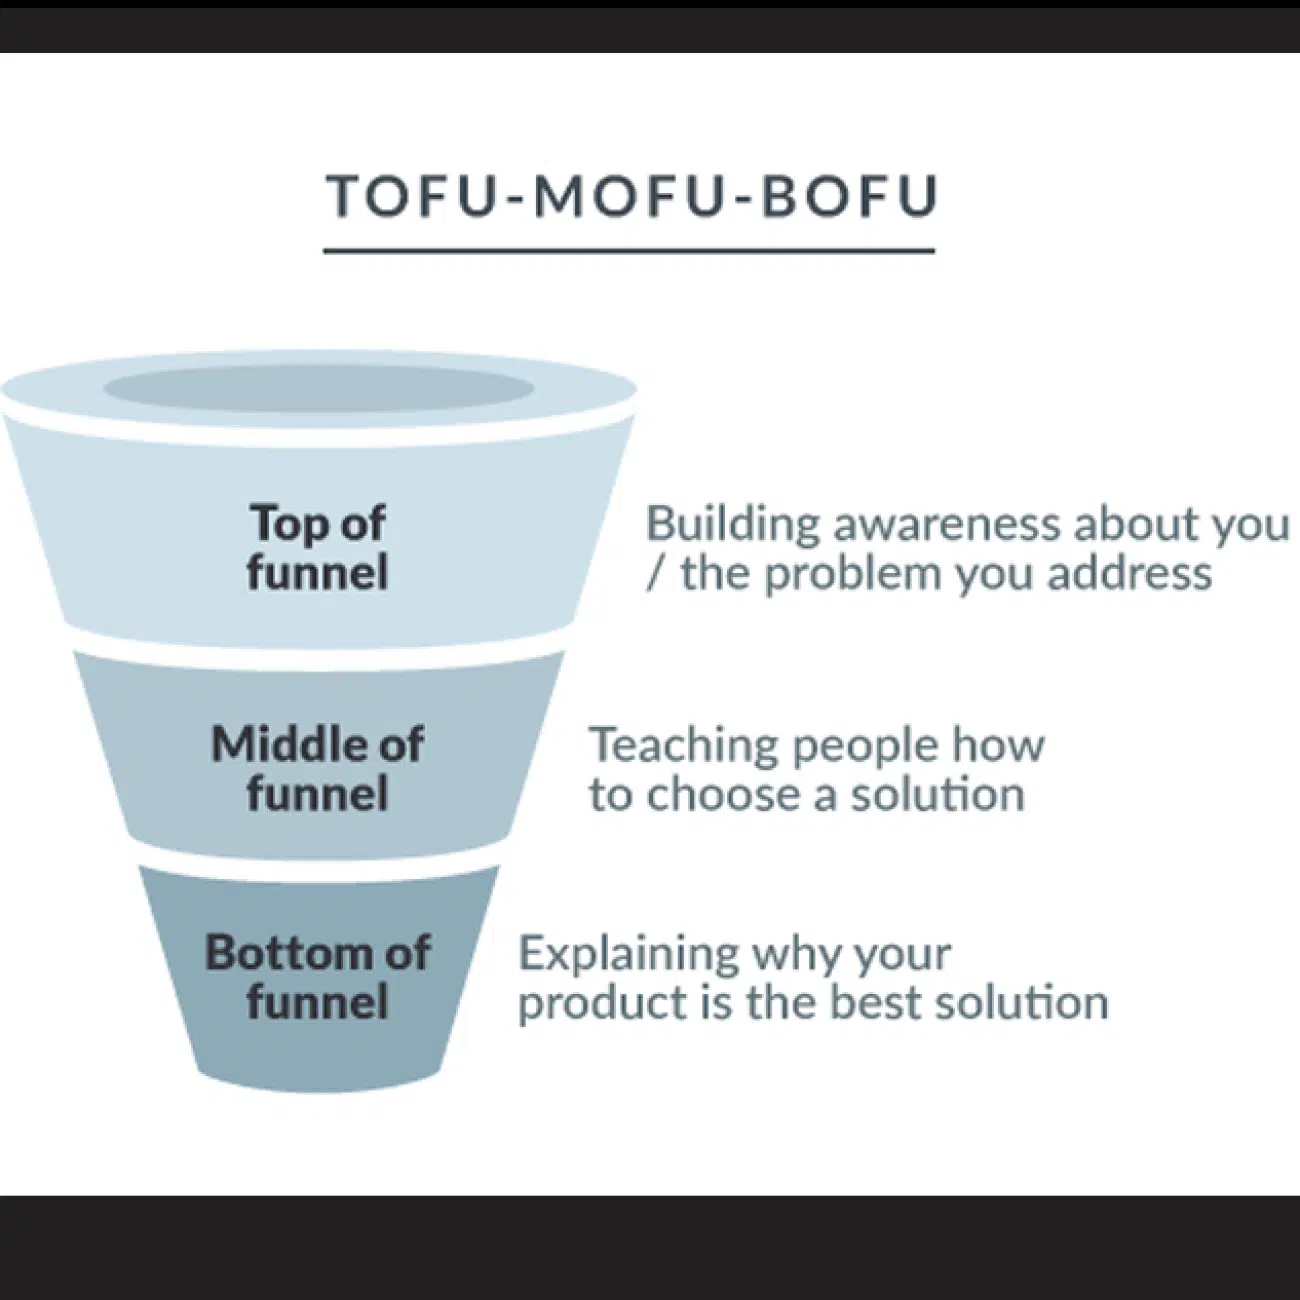 TOFU-MOFU-BOFU
Top of
funnel
Building awareness about you
/ the problem you address
Middle of
funnel
Teaching people how
to choose a solution
Bottom of
funnel
Explaining why your
product is the best solution